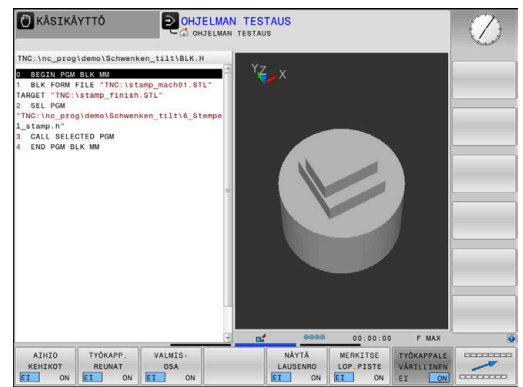 KÄSIKÄYTTÖ
OHJELMAN TESTAUS
OHJELMAN TESTAUS
TNC:\nc_prog\demo\Schwenken_tilt\BLK.H
0 BEGIN PGM BLK MM
1 BLK FORM FILE "TNC:\stamp_mach01.STL"
TARGET "TNC:\stamp_finish.STL"
2 SEL PGM
"TNC:\nc_prog\demo\Schwenken_tilt\6_Stempe
l_stamp.h"
3 CALL SELECTED PGM
4 END PGM BLK MM
Y Z X
00:00:00 F MAX
AIHIO
KEHIKOT
EI ON
TYÖKAPP.
REUNAT
EI ON
VALMIS-
OSA
EI ON
NÄYTÄ
LAUSENRO
EI ON
MERKITSE
LOP.PISTE
EI ON
TYÖKAPPALE
VÄRILLINEN
EI ON